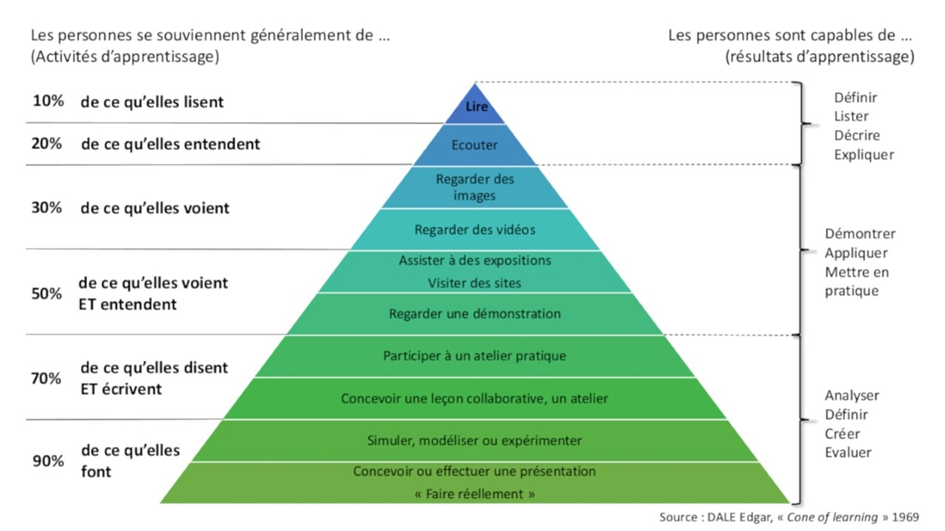 Les personnes se souviennent généralement de ...
(Activités d'apprentissage)
Les personnes sont capables de ...
(résultats d'apprentissage)
10% de ce qu'elles lisent
20% de ce qu'elles entendent
30% de ce qu'elles voient
50% de ce qu'elles voient
ET entendent
70% de ce qu'elles disent
ET écrivent
90% de ce qu'elles
font
Lire
Ecouter
Regarder des
images
Regarder des vidéos
Assister à des expositions
Visiter des sites
Regarder une démonstration
Participer à un atelier pratique
Concevoir une leçon collaborative, un atelier
Simuler, modéliser ou expérimenter
Concevoir ou effectuer une présentation
« Faire réellement »
Définir
Lister
Décrire
Expliquer
Démontrer
Appliquer
Mettre en
pratique
Analyser
Définir
Créer
Evaluer
Source : DALE Edgar, « Cone of learning » 1969